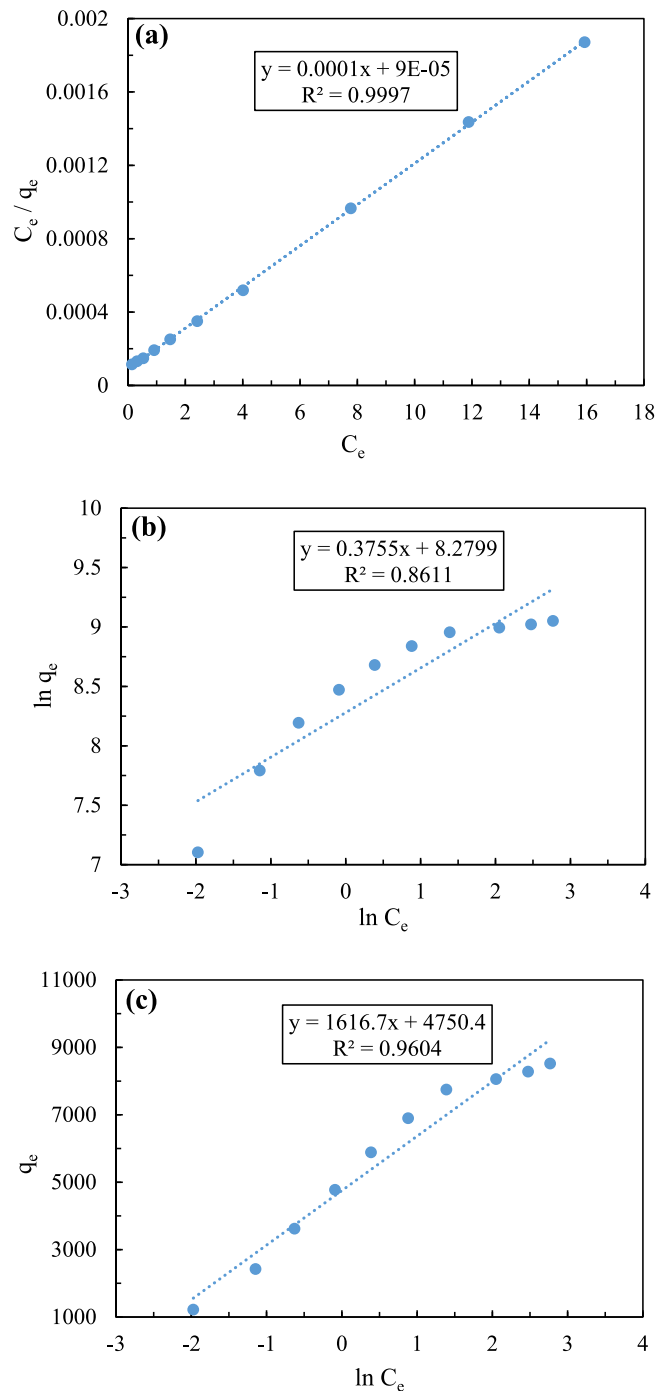 (a)
y = 0.0001x + 9E-05
R² = 0.9997
0.002
0.0016
0.0012
0.0008
0.0004
0
Cₑ / qₑ
0 2 4 6 8 10 12 14 16 18
Cₑ
(b)
y = 0.3755x + 8.2799
R² = 0.8611
10
9.5
9
8.5
8
7.5
7
ln qₑ
-3 -2 -1 0 1 2 3 4
ln Cₑ
(c)
y = 1616.7x + 4750.4
R² = 0.9604
11000
9000
7000
5000
3000
1000
qₑ
-3 -2 -1 0 1 2 3 4
ln Cₑ